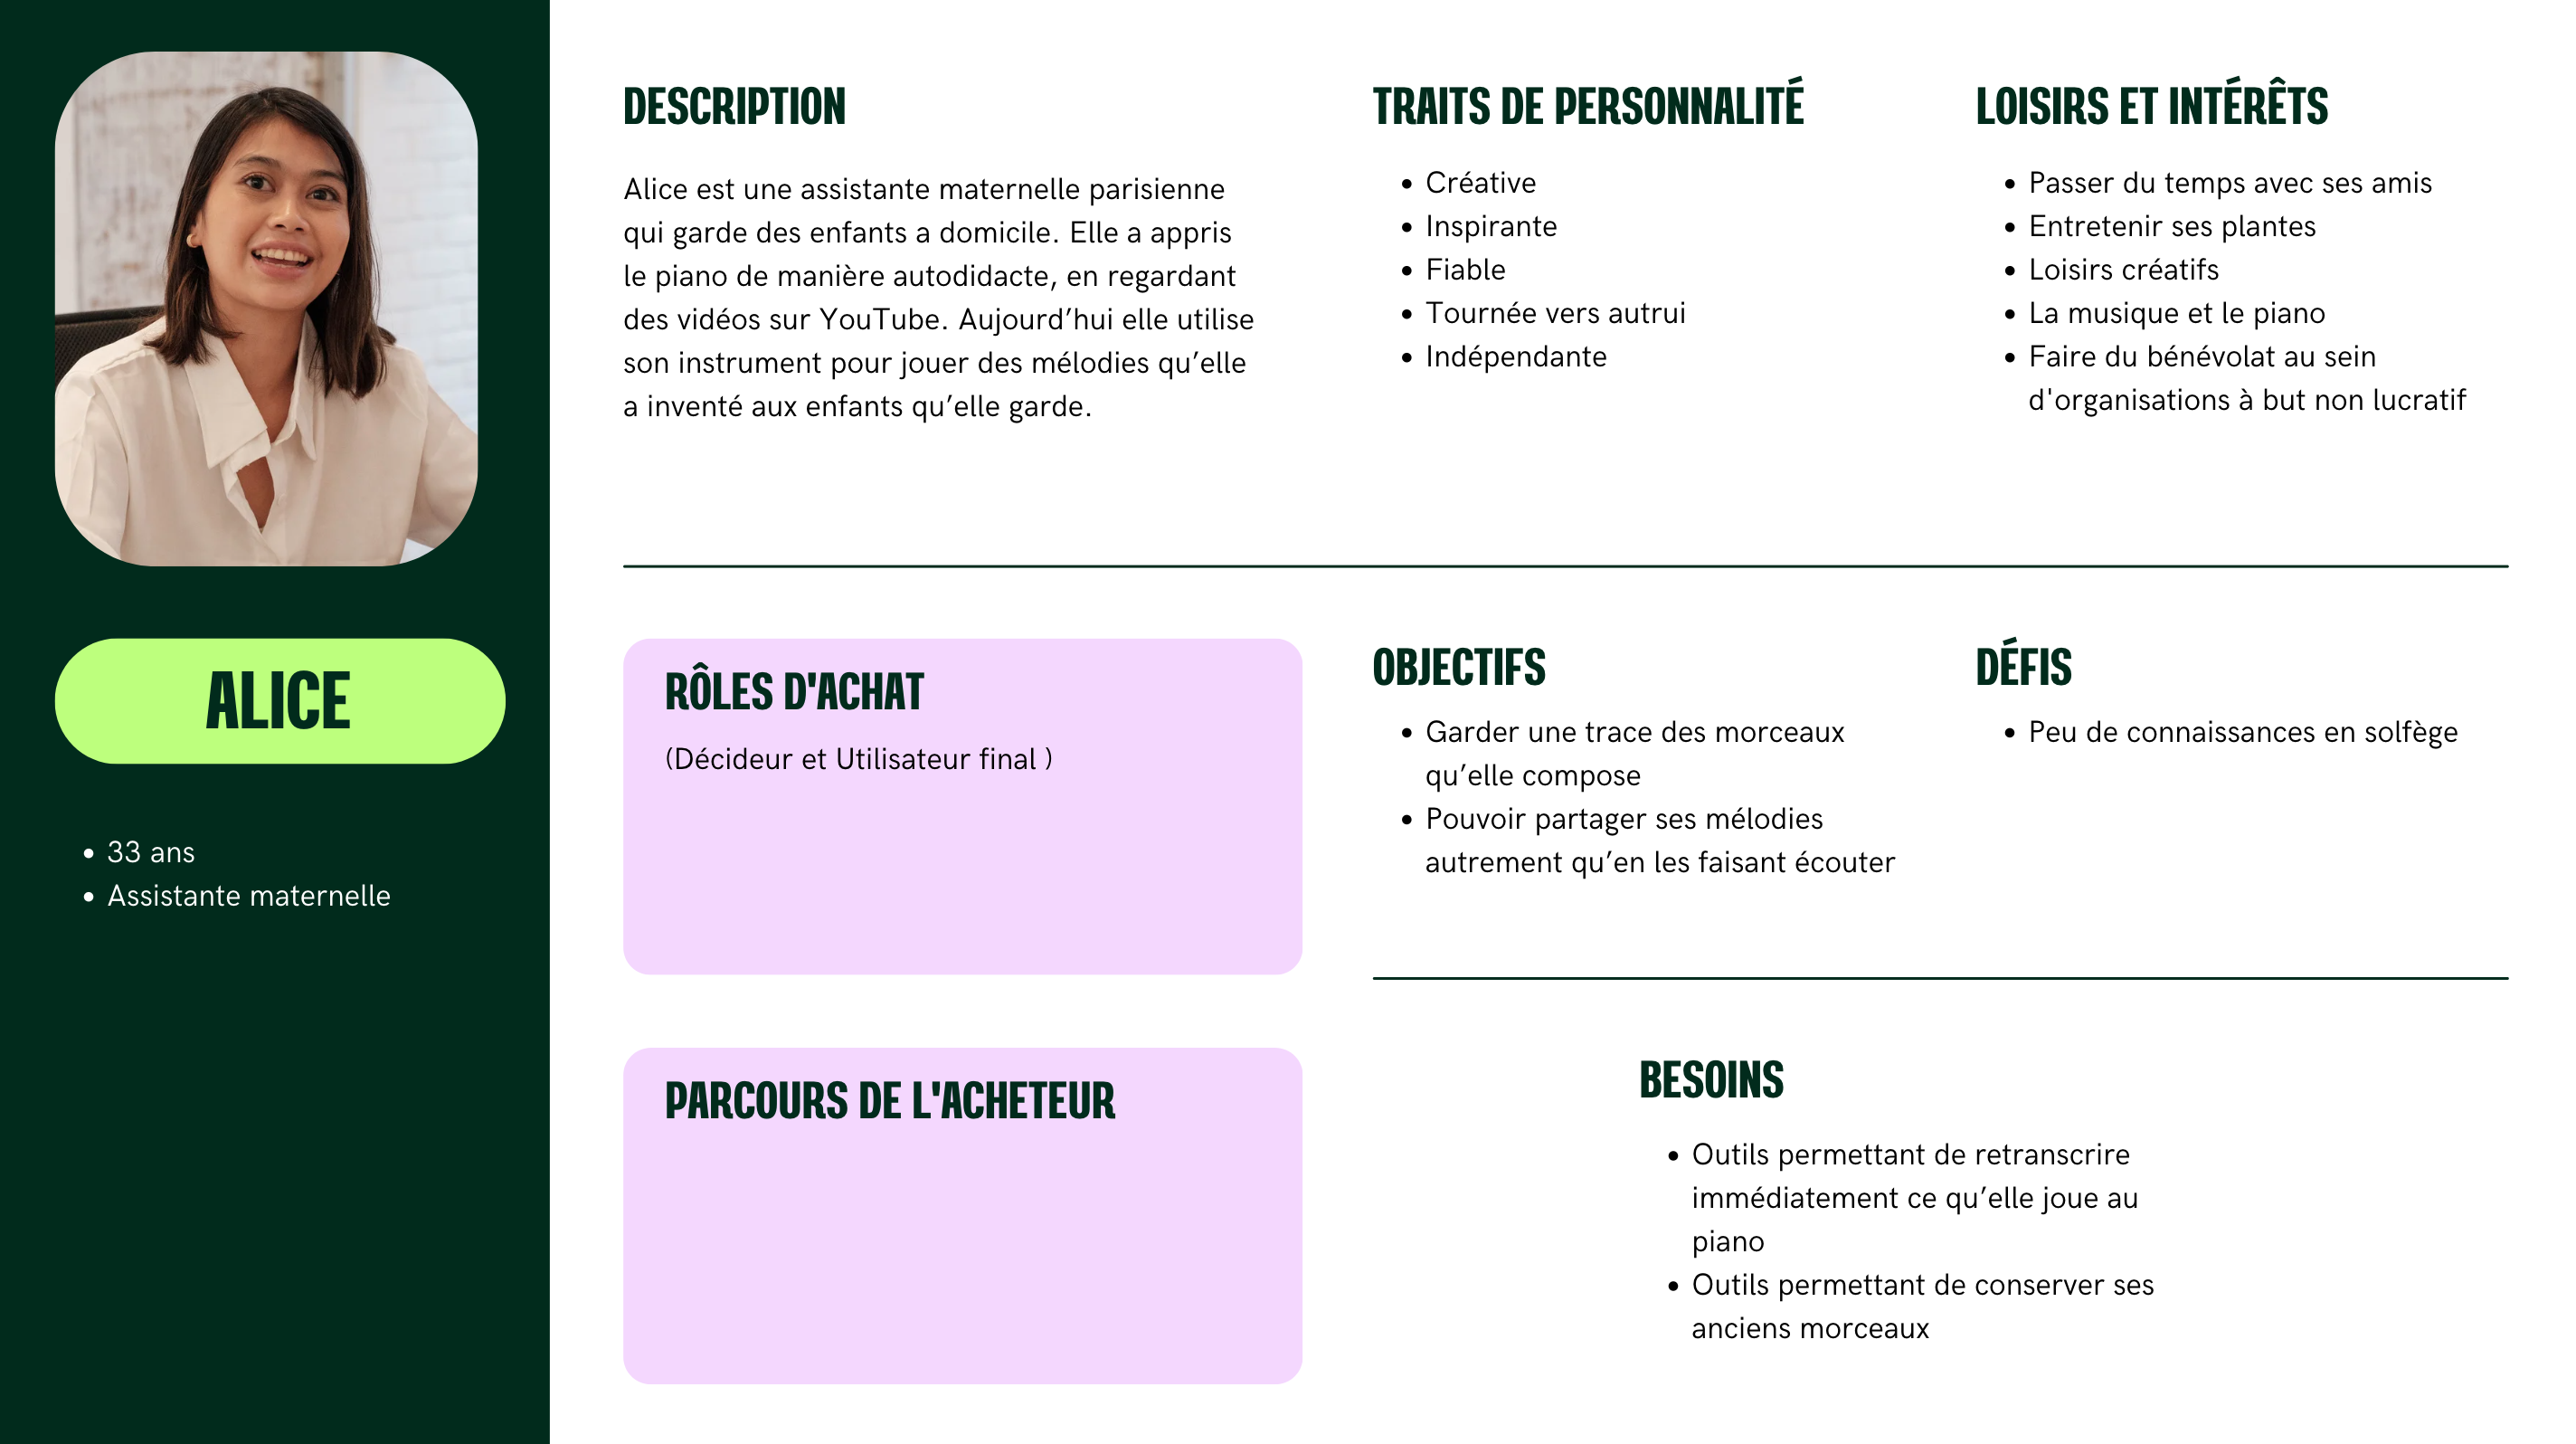 ALICE
• 33 ans
• Assistante maternelle
DESCRIPTION
Alice est une assistante maternelle parisienne
qui garde des enfants a domicile. Elle a appris
le piano de manière autodidacte, en regardant
des vidéos sur YouTube. Aujourd’hui elle utilise
son instrument pour jouer des mélodies qu’elle
a inventé aux enfants qu’elle garde.
TRAITS DE PERSONNALITÉ
• Créative
• Inspirante
• Fiable
• Tournée vers autrui
• Indépendante
LOISIRS ET INTÉRÊTS
• Passer du temps avec ses amis
• Entretenir ses plantes
• Loisirs créatifs
• La musique et le piano
• Faire du bénévolat au sein
d'organisations à but non lucratif
RÔLES D'ACHAT
(Décideur et Utilisateur final )
OBJECTIFS
• Garder une trace des morceaux
qu’elle compose
• Pouvoir partager ses mélodies
autrement qu’en les faisant écouter
DÉFIS
• Peu de connaissances en solfège
PARCOURS DE L'ACHETEUR
BESOINS
• Outils permettant de retranscrire
immédiatement ce qu’elle joue au
piano
• Outils permettant de conserver ses
anciens morceaux